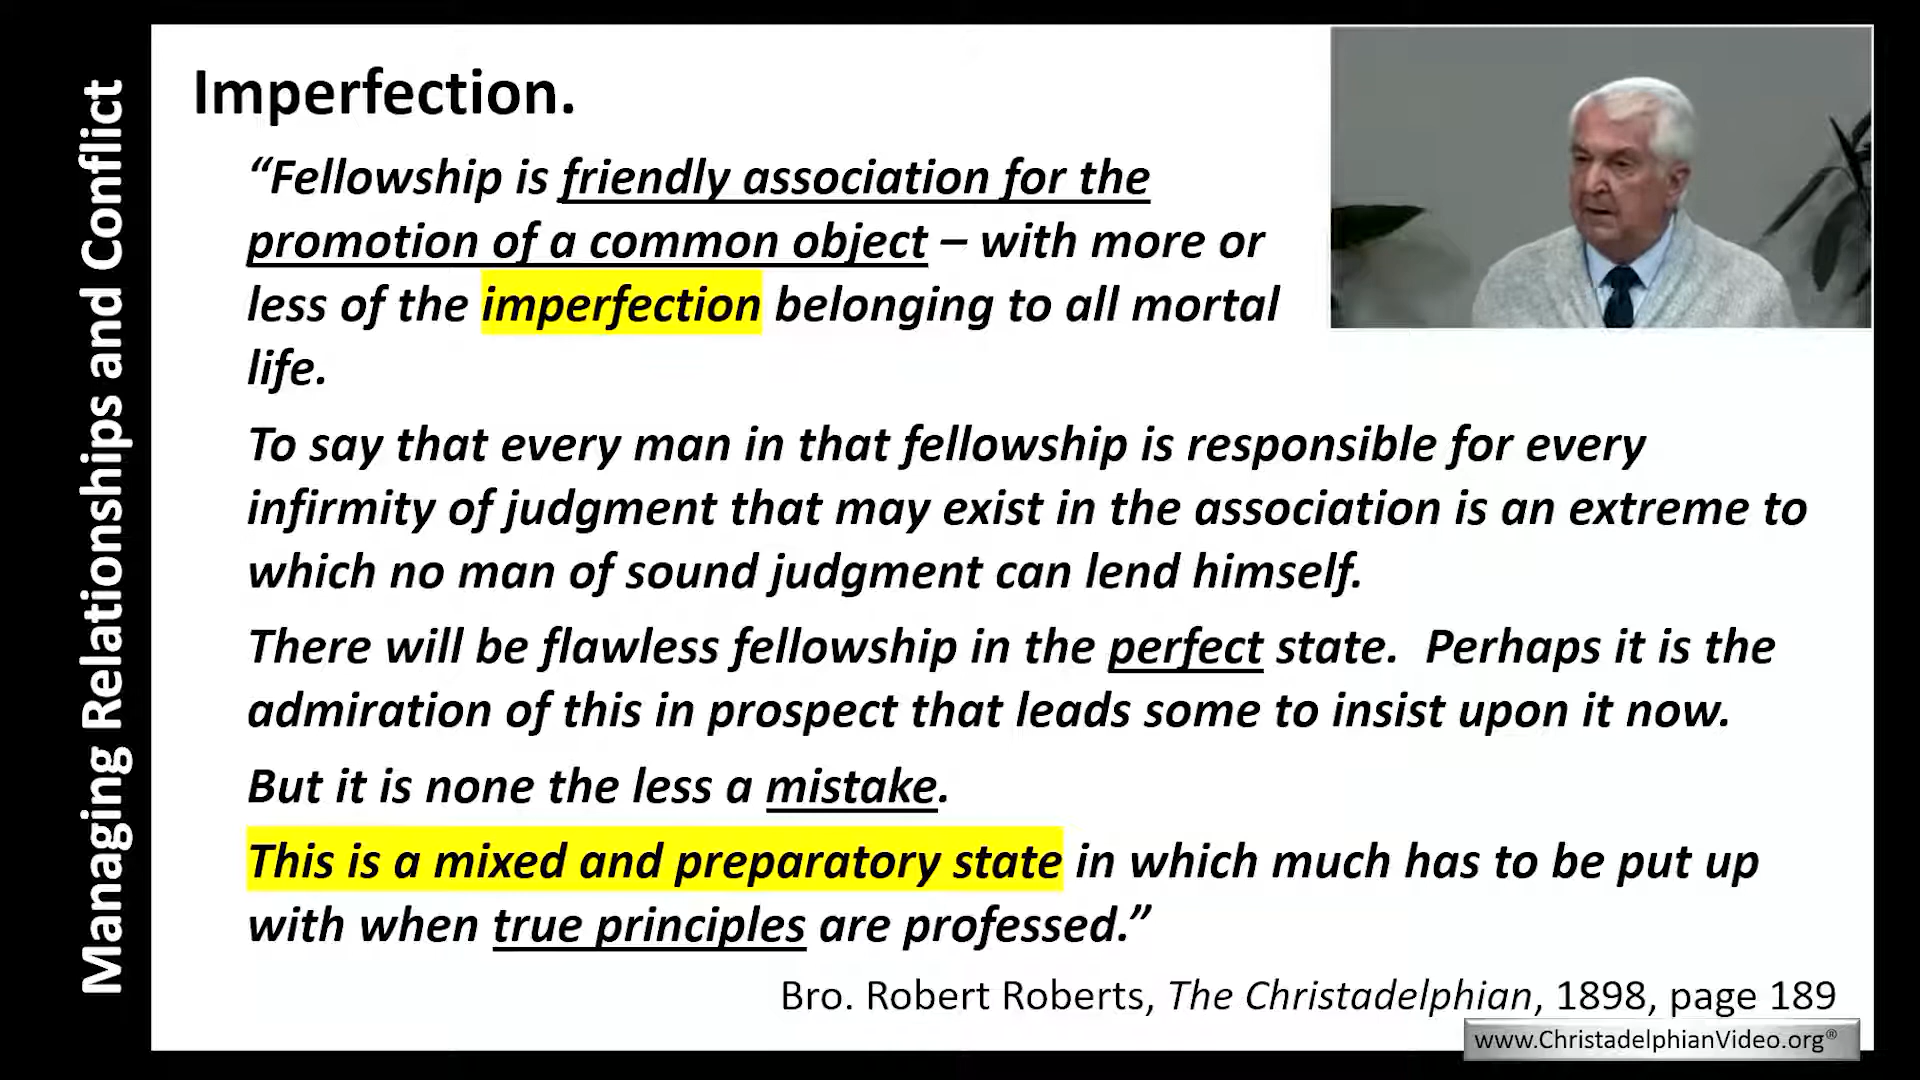 Managing Relationships and Conflict
Imperfection.
“Fellowship is friendly association for the
promotion of a common object – with more or
less of the imperfection belonging to all mortal
life.
To say that every man in that fellowship is responsible for every
infirmity of judgment that may exist in the association is an extreme to
which no man of sound judgment can lend himself.
There will be flawless fellowship in the perfect state.  Perhaps it is the
admiration of this in prospect that leads some to insist upon it now.
But it is none the less a mistake.
This is a mixed and preparatory state in which much has to be put up
with when true principles are professed.”
Bro. Robert Roberts, The Christadelphian, 1898, page 189
www.ChristadelphianVideo.org®